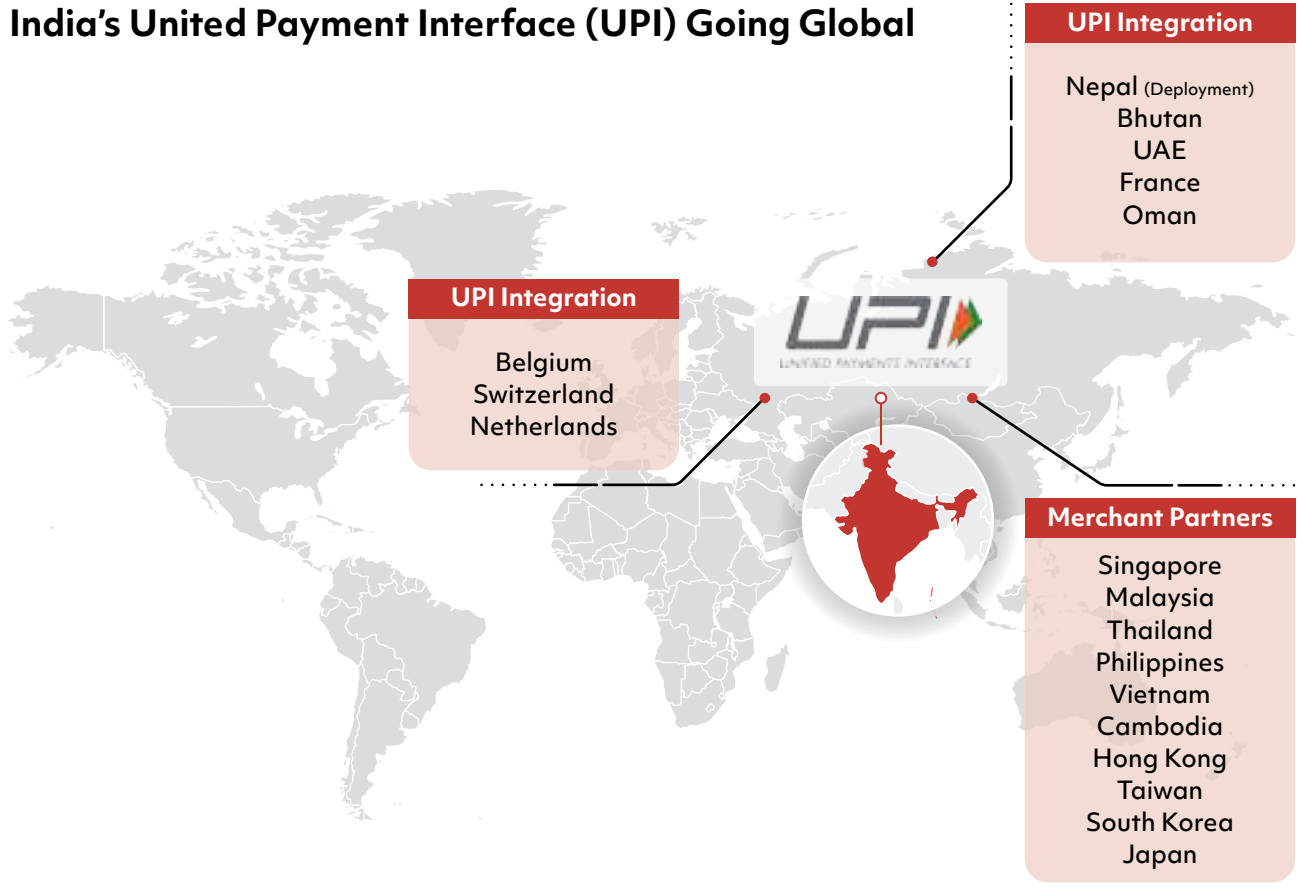 India’s United Payment Interface (UPI) Going Global
UPI Integration
Nepal (Deployment)
Bhutan
UAE
France
Oman
UPI Integration
Belgium
Switzerland
Netherlands
UPI
UNIFIED PAYMENTS INTERFACE
Merchant Partners
Singapore
Malaysia
Thailand
Philippines
Vietnam
Cambodia
Hong Kong
Taiwan
South Korea
Japan